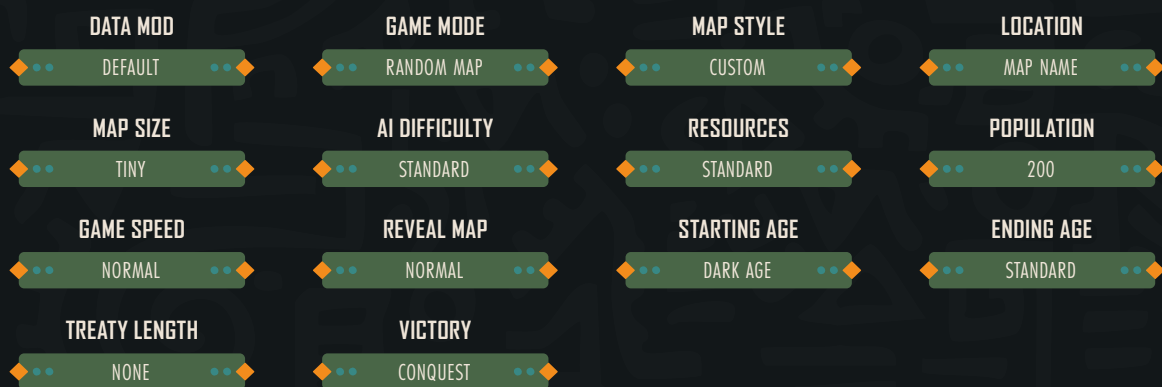 DATA MOD
DEFAULT
GAME MODE
RANDOM MAP
MAP STYLE
CUSTOM
LOCATION
MAP NAME
MAP SIZE
TINY
AI DIFFICULTY
STANDARD
RESOURCES
STANDARD
POPULATION
200
GAME SPEED
NORMAL
REVEAL MAP
NORMAL
STARTING AGE
DARK AGE
ENDING AGE
STANDARD
TREATY LENGTH
NONE
VICTORY
CONQUEST